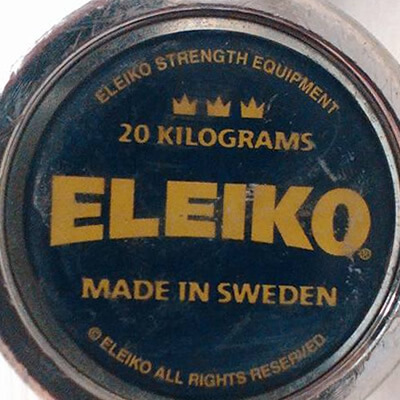 ELEIKO STRENGTH EQUIPMENT
20 KILOGRAMS
ELEIKO®
MADE IN SWEDEN
© ELEIKO ALL RIGHTS RESERVED